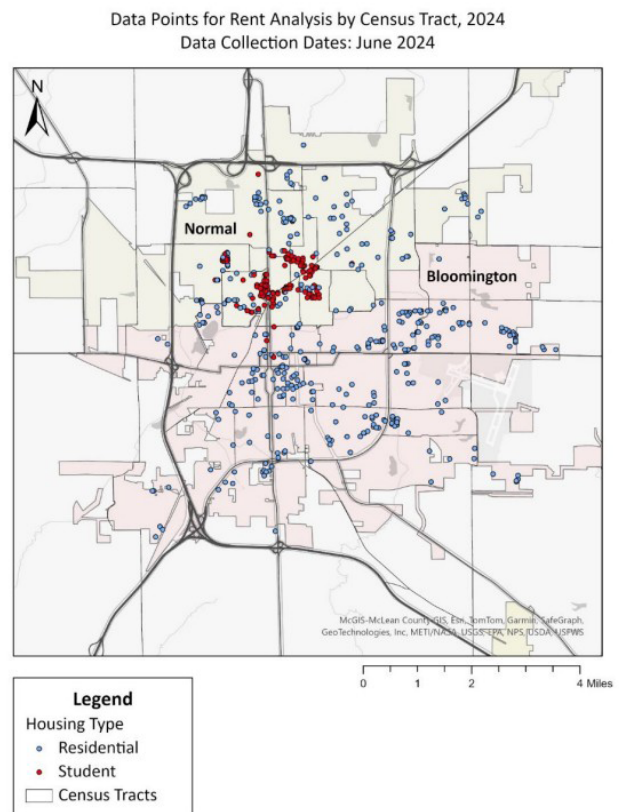 Data Points for Rent Analysis by Census Tract, 2024
Data Collection Dates: June 2024
N
Normal
Bloomington
McGIS-McLean County GIS, Esri, TomTom, Garmin, SafeGraph,
GeoTechnologies, Inc, METI/NASA, USGS, EPA, NPS, USDA, USFWS
0 1 2 4 Miles
Legend
Housing Type
Residential
Student
Census Tracts